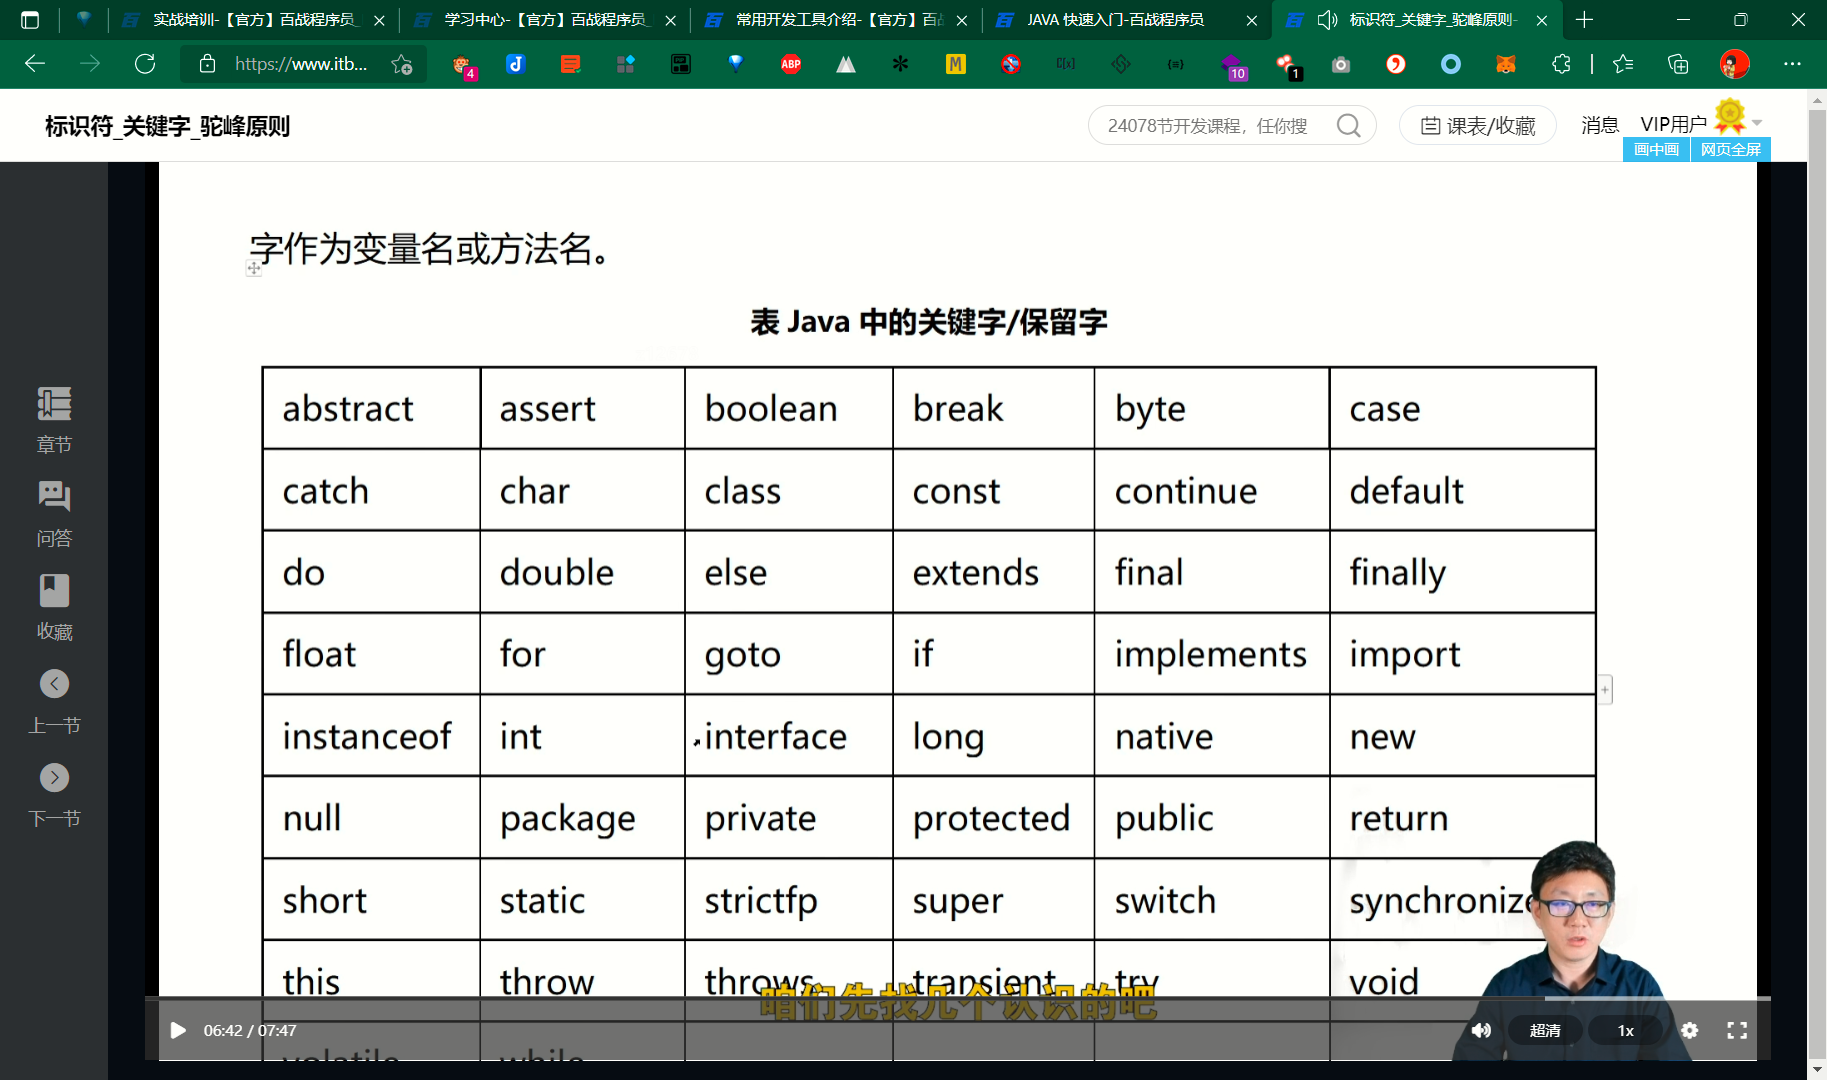 实战培训-【官方】百战程序员_
学习中心-【官方】百战程序员_
常用开发工具介绍-【官方】百战
JAVA 快速入门-百战程序员
标识符_关键字_驼峰原则-
https://www.itb...
4
ABP
M
10
1
标识符_关键字_驼峰原则
24078节开发课程，任你搜
课表/收藏
消息
VIP用户
画中画
网页全屏
章节
问答
收藏
上一节
下一节
字作为变量名或方法名。
表 Java 中的关键字/保留字
abstract assert boolean break byte case
catch char class const continue default
do double else extends final finally
float for goto if implements import
instanceof int interface long native new
null package private protected public return
short static strictfp super switch synchronize
this throw throws transient try void
volatile while
咱们先找几个认识的吧
06:42 / 07:47
超清
1x